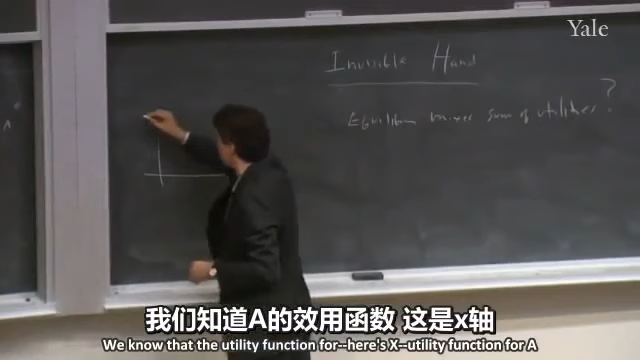 Yale
Invisible Hand
Equilibrium maxes sum of utilities?
A
我们知道A的效用函数 这是x轴
We know that the utility function for--here's X--utility function for A